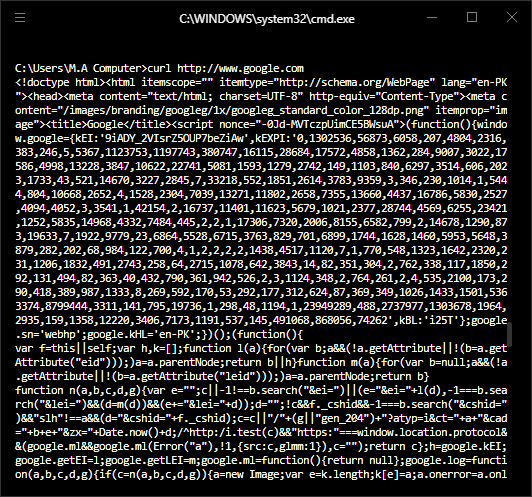 C:\WINDOWS\system32\cmd.exe
C:\Users\M.A Computer>curl http://www.google.com
<!doctype html><html itemscope="" itemtype="http://schema.org/WebPage" lang="en-PK
"><head><meta content="text/html; charset=UTF-8" http-equiv="Content-Type"><meta c
ontent="/images/branding/googleg/1x/googleg_standard_color_128dp.png" itemprop="im
age"><title>Google</title><script nonce="-0Jd-MVTczpUimCE5BWsuA">(function(){windo
w.google={kEI:'9iADY_2VIsrZ5OUP7beZiAw',kEXPI:'0,1302536,56873,6058,207,4804,2316,
383,246,5,5367,1123753,1197743,380747,16115,28684,17572,4858,1362,284,9007,3022,17
586,4998,13228,3847,10622,22741,5081,1593,1279,2742,149,1103,840,6297,3514,606,202
3,1733,43,521,14670,3227,2845,7,33218,552,1851,2614,3783,9359,3,346,230,1014,1,544
4,804,10668,2652,4,1528,2304,7039,13271,11802,2658,7355,13660,4437,16786,5830,2527
,4094,4052,3,3541,1,42154,2,16737,11401,11623,5679,1021,2377,28744,4569,6255,23421
,1252,5835,14968,4332,7484,445,2,2,1,17306,7320,2006,8155,6582,799,2,14678,1290,87
3,19633,7,1922,9779,23,6864,5528,6715,3763,829,701,6899,1744,1628,1460,5953,5648,3
879,282,202,68,984,122,700,4,1,2,2,2,2,1438,4517,1120,7,1,770,548,1323,1642,2320,2
31,1206,1832,491,2743,258,64,2715,1078,642,3843,14,82,351,304,2,762,338,117,1850,2
92,131,494,82,363,40,432,790,361,942,526,2,3,1124,348,2,764,261,2,4,535,2100,173,2
90,418,389,987,1333,8,269,592,170,53,292,177,312,624,87,369,349,1026,1433,1501,536
3374,8799444,3311,141,795,19736,1,298,48,1194,1,23949289,488,2737977,1303678,1964,
2935,159,1358,12220,3406,7173,1191,537,145,491068,868056,74262',kBL:'i25T'};google
.sn='webhp';google.kHL='en-PK';})();(function(){
var f=this||self;var h,k=[];function l(a){for(var b;a&&(!a.getAttribute||!(b=a.get
Attribute("eid")));)a=a.parentNode;return b||h}function m(a){for(var b=null;a&&(!a
.getAttribute||!(b=a.getAttribute("leid")));)a=a.parentNode;return b}
function n(a,b,c,d,g){var e="";c||-1!==b.search("&ei=")||(e="&ei="+l(d),-1===b.sea
rch("&lei=")&&(d=m(d))&&(e+="&lei="+d));d="";!c&&f._cshid&&-1===b.search("&cshid="
)&&"slh"!==a&&(d="&cshid="+f._cshid);c=c||"/"+(g||"gen_204")+"?atyp=i&ct="+a+"&cad
="+b+e+"&zx="+Date.now()+d;/^http:/i.test(c)&&"https:"===window.location.protocol&
&(google.ml&&google.ml(Error("a"),!1,{src:c,glmm:1}),c="");return c};h=google.kEI;
google.getEI=l;google.getLEI=m;google.ml=function(){return null};google.log=functi
on(a,b,c,d,g){if(c=n(a,b,c,d,g)){a=new Image;var e=k.length;k[e]=a;a.onerror=a.onl